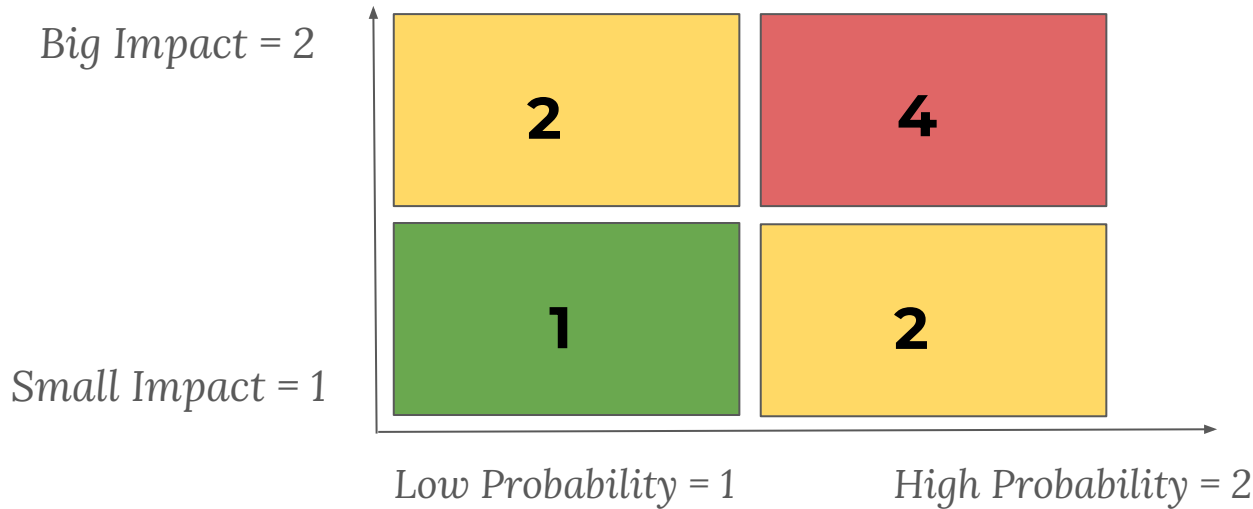 Big Impact = 2
2
4
1
2
Small Impact = 1
Low Probability = 1
High Probability = 2